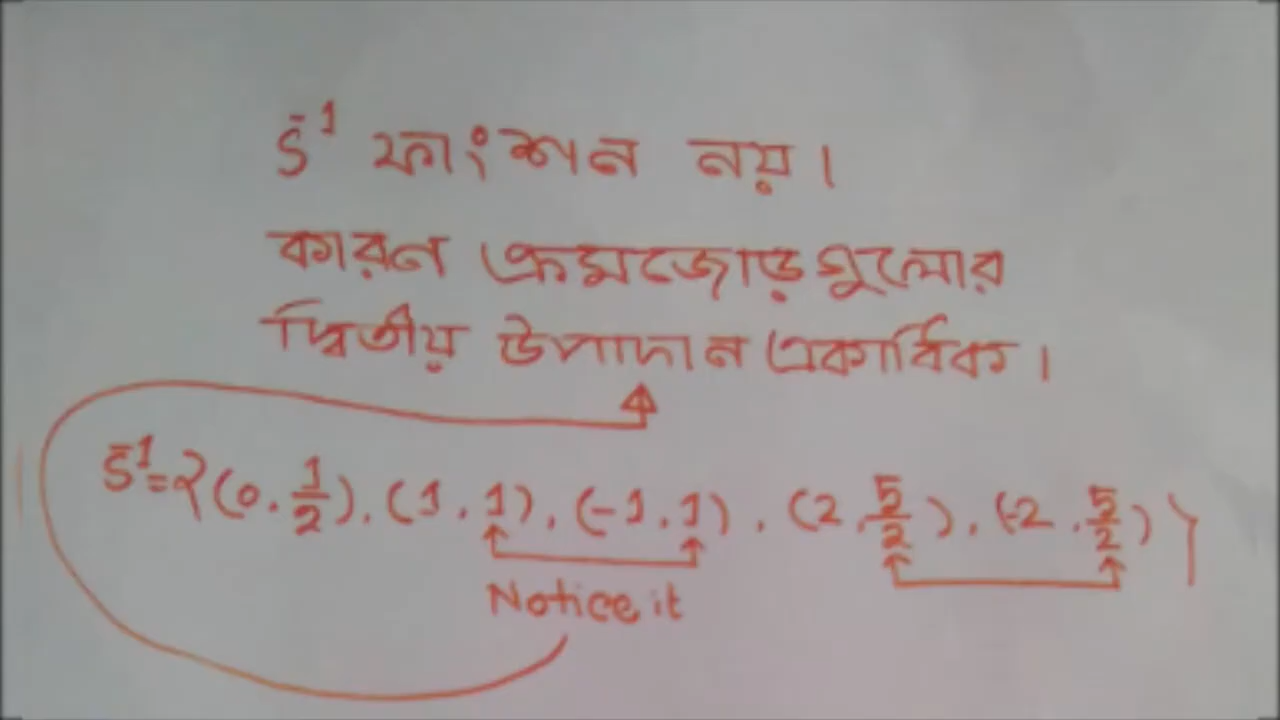 S⁻¹ ফাংশন নয়।
কারন ক্রমজোড়গুলোর
দ্বিতীয় উপাদান একাধিক।
S⁻¹={(0,1/2),(1,1),(-1,1),(2,5/2),(-2,5/2)}
Notice it